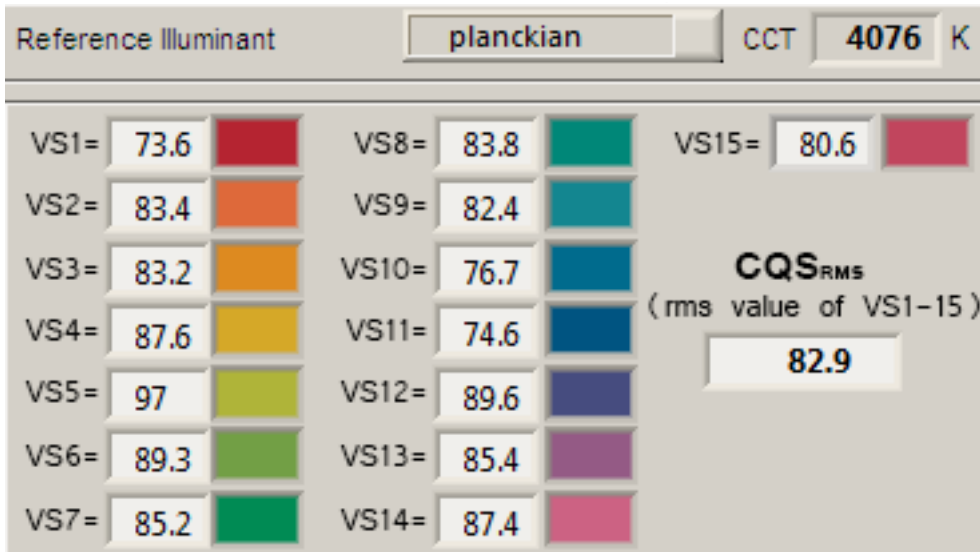 Reference Illuminant planckian CCT 4076 K
VS1= 73.6 VS8= 83.8 VS15= 80.6
VS2= 83.4 VS9= 82.4
VS3= 83.2 VS10= 76.7 CQSRMS
VS4= 87.6 VS11= 74.6 (rms value of VS1-15)
VS5= 97 VS12= 89.6 82.9
VS6= 89.3 VS13= 85.4
VS7= 85.2 VS14= 87.4